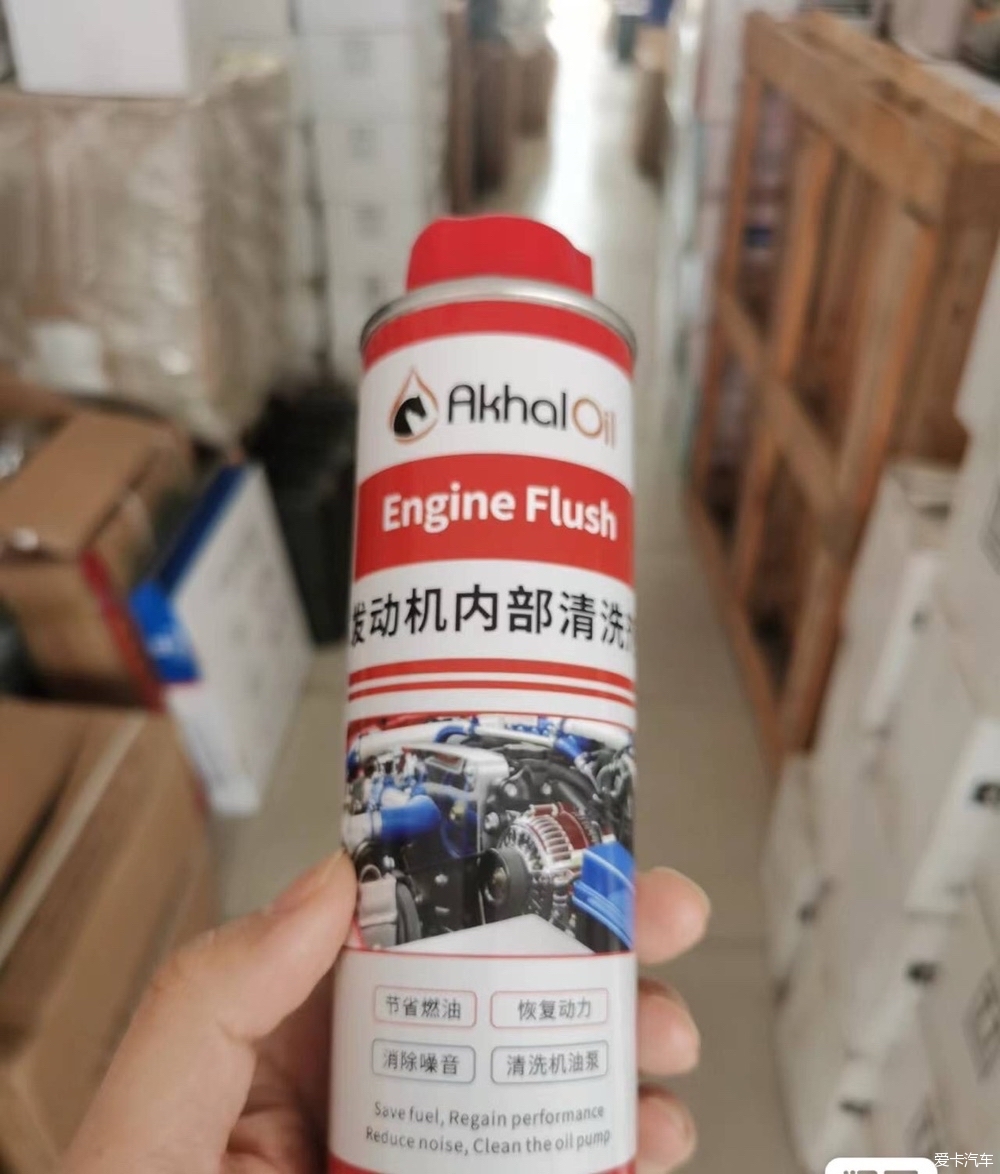 AkhalOil
Engine Flush
发动机内部清洗剂
节省燃油 恢复动力
消除噪音 清洗机油泵
Save fuel, Regain performance
Reduce noise, Clean the oil pump
爱卡汽车